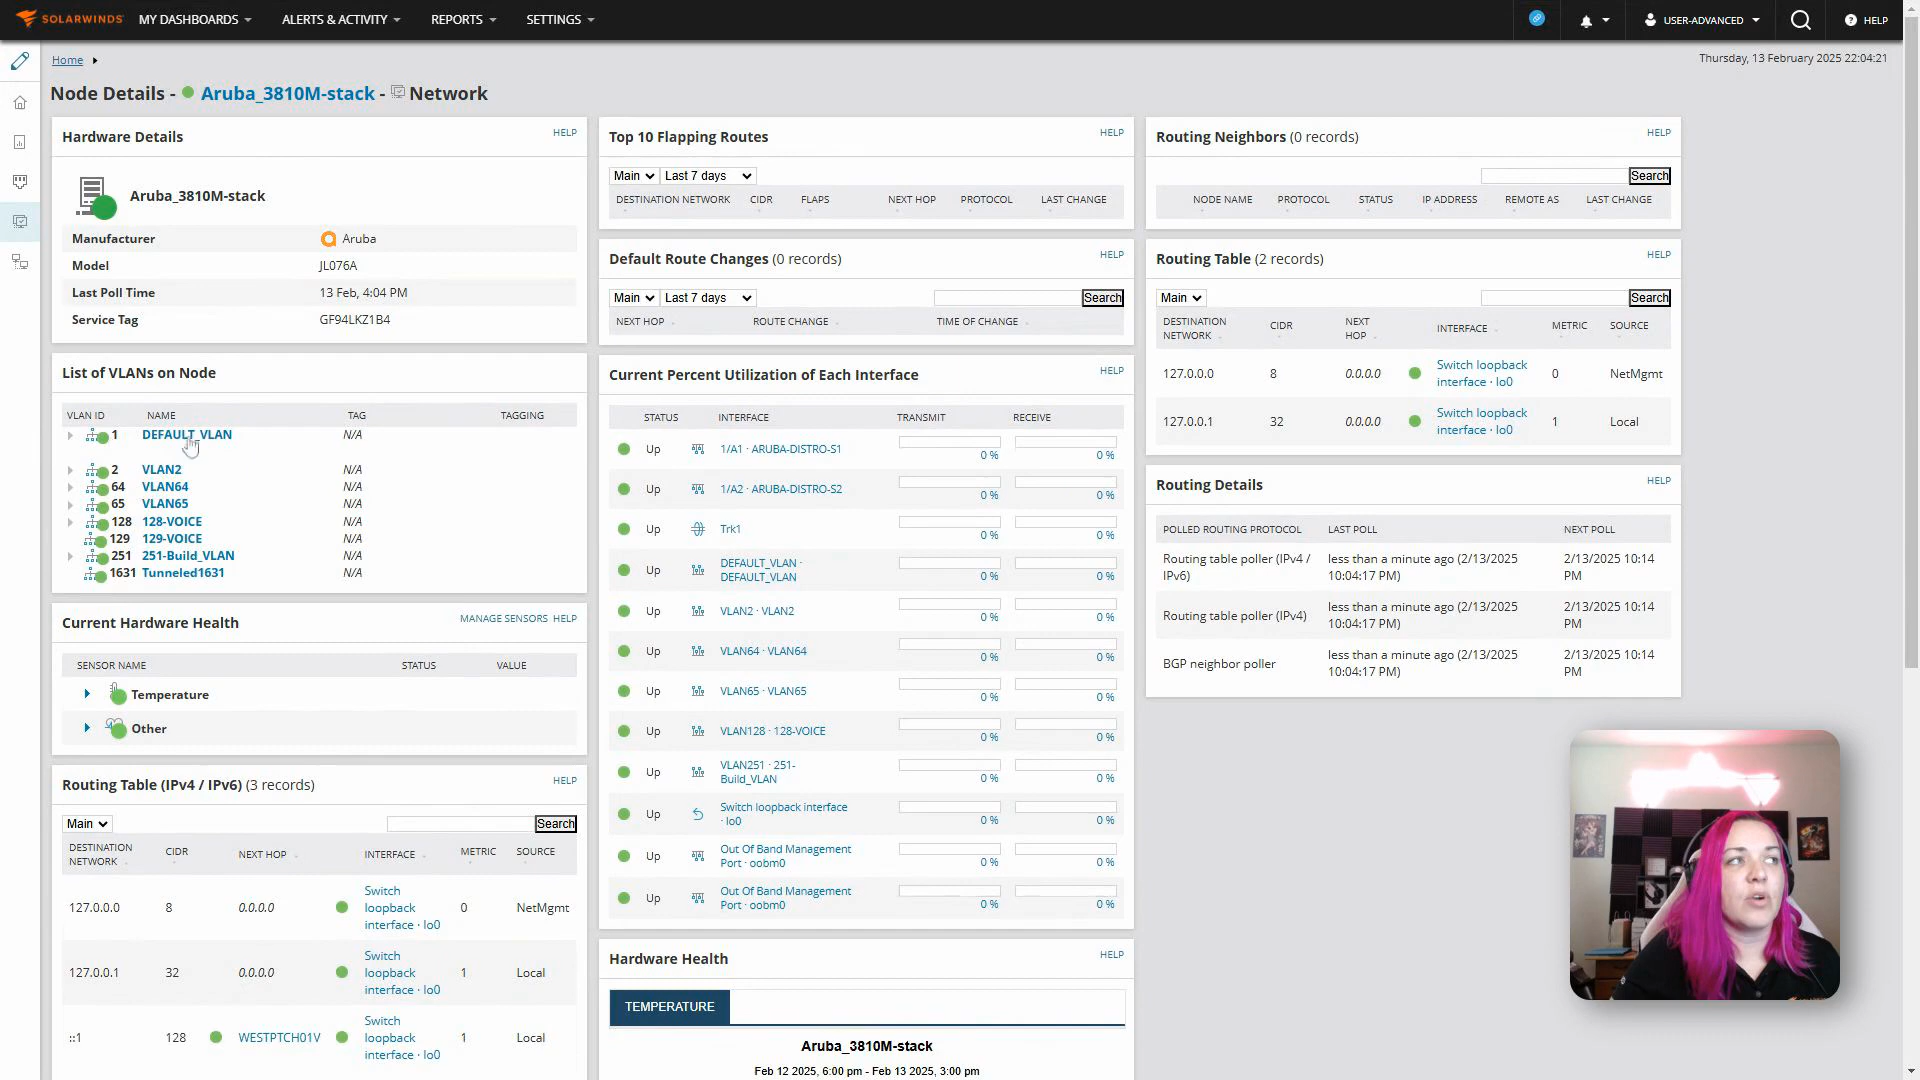 SOLARWINDS
MY DASHBOARDS
ALERTS & ACTIVITY
REPORTS
SETTINGS
USER-ADVANCED
HELP
Home
Thursday, 13 February 2025 22:04:21
Node Details - Aruba_3810M-stack - Network
Hardware Details
HELP
Aruba_3810M-stack
Manufacturer Aruba
Model JL076A
Last Poll Time 13 Feb, 4:04 PM
Service Tag GF94LKZ1B4
List of VLANs on Node
VLAN ID NAME TAG TAGGING
1 DEFAULT_VLAN N/A
2 VLAN2 N/A
64 VLAN64 N/A
65 VLAN65 N/A
128 128-VOICE N/A
129 129-VOICE N/A
251 251-Build_VLAN N/A
1631 Tunneled1631 N/A
Current Hardware Health
MANAGE SENSORS HELP
SENSOR NAME STATUS VALUE
Temperature
Other
Routing Table (IPv4 / IPv6) (3 records)
HELP
Main
Search
DESTINATION
NETWORK
CIDR
NEXT HOP
INTERFACE
METRIC
SOURCE
127.0.0.0 8 0.0.0.0
Switch
loopback
interface · lo0
0 NetMgmt
127.0.0.1 32 0.0.0.0
Switch
loopback
interface · lo0
1 Local
::1 128 WESTPTCH01V
Switch
loopback
interface · lo0
1 Local
Top 10 Flapping Routes
HELP
Main Last 7 days
DESTINATION NETWORK CIDR FLAPS NEXT HOP PROTOCOL LAST CHANGE
Default Route Changes (0 records)
HELP
Main Last 7 days
Search
NEXT HOP ROUTE CHANGE TIME OF CHANGE
Current Percent Utilization of Each Interface
HELP
STATUS INTERFACE TRANSMIT RECEIVE
Up 1/A1 · ARUBA-DISTRO-S1 0 % 0 %
Up 1/A2 · ARUBA-DISTRO-S2 0 % 0 %
Up Trk1 0 % 0 %
Up DEFAULT_VLAN ·
DEFAULT_VLAN 0 % 0 %
Up VLAN2 · VLAN2 0 % 0 %
Up VLAN64 · VLAN64 0 % 0 %
Up VLAN65 · VLAN65 0 % 0 %
Up VLAN128 · 128-VOICE 0 % 0 %
Up VLAN251 · 251-
Build_VLAN 0 % 0 %
Up Switch loopback interface
· lo0 0 % 0 %
Up Out Of Band Management
Port · oobm0 0 % 0 %
Up Out Of Band Management
Port · oobm0 0 % 0 %
Hardware Health
HELP
TEMPERATURE
Aruba_3810M-stack
Feb 12 2025, 6:00 pm - Feb 13 2025, 3:00 pm
Routing Neighbors (0 records)
HELP
Search
NODE NAME PROTOCOL STATUS IP ADDRESS REMOTE AS LAST CHANGE
Routing Table (2 records)
HELP
Main
Search
DESTINATION
NETWORK
CIDR
NEXT
HOP
INTERFACE
METRIC
SOURCE
127.0.0.0 8 0.0.0.0
Switch loopback
interface · lo0
0 NetMgmt
127.0.0.1 32 0.0.0.0
Switch loopback
interface · lo0
1 Local
Routing Details
HELP
POLLED ROUTING PROTOCOL LAST POLL NEXT POLL
Routing table poller (IPv4 /
IPv6)
less than a minute ago (2/13/2025
10:04:17 PM)
2/13/2025 10:14
PM
Routing table poller (IPv4)
less than a minute ago (2/13/2025
10:04:17 PM)
2/13/2025 10:14
PM
BGP neighbor poller
less than a minute ago (2/13/2025
10:04:17 PM)
2/13/2025 10:14
PM